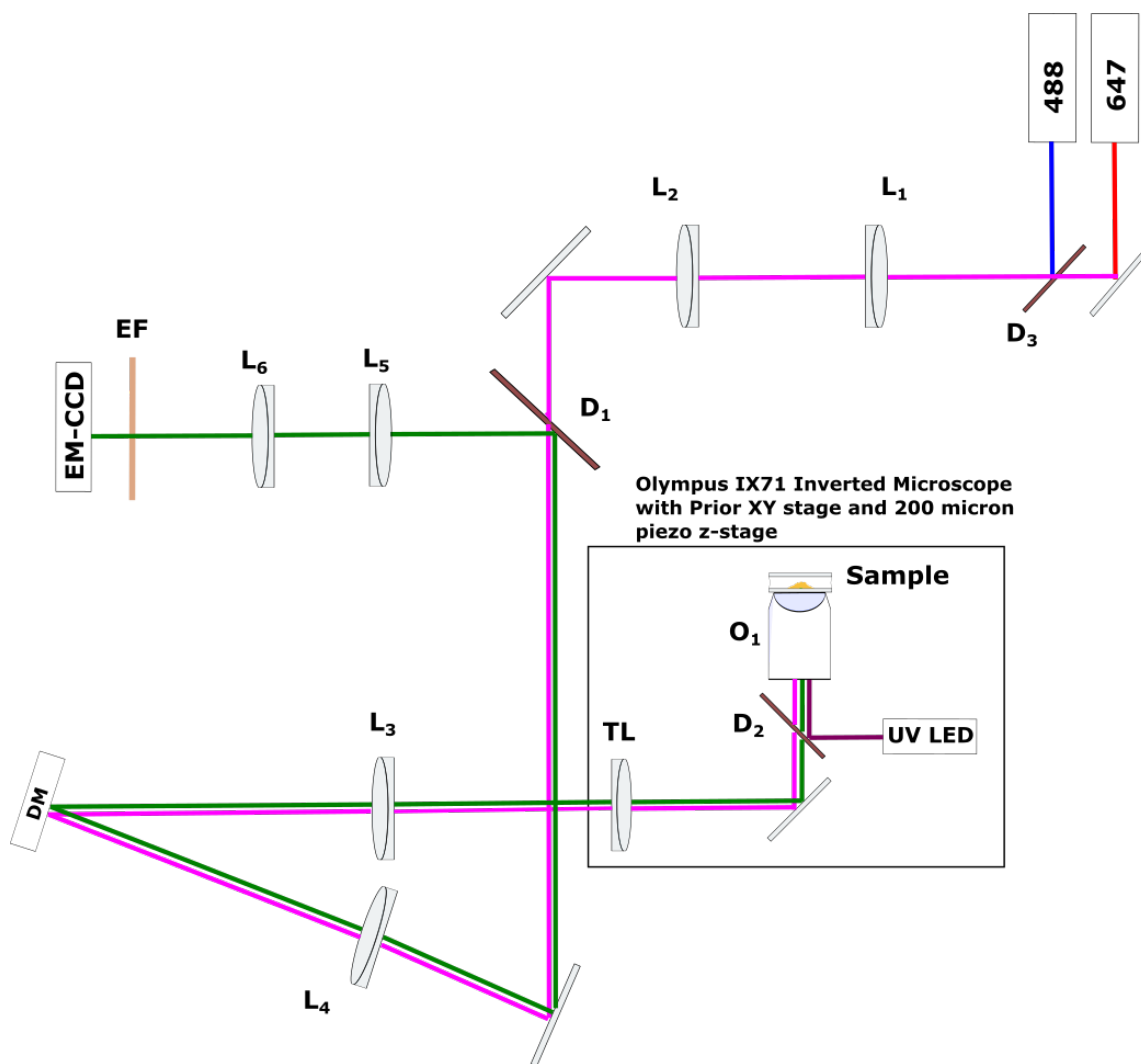 488
647
L₂
L₁
D₃
EF
L₆
L₅
D₁
EM-CCD
Olympus IX71 Inverted Microscope
with Prior XY stage and 200 micron
piezo z-stage
Sample
O₁
D₂
UV LED
L₃
TL
DM
L₄